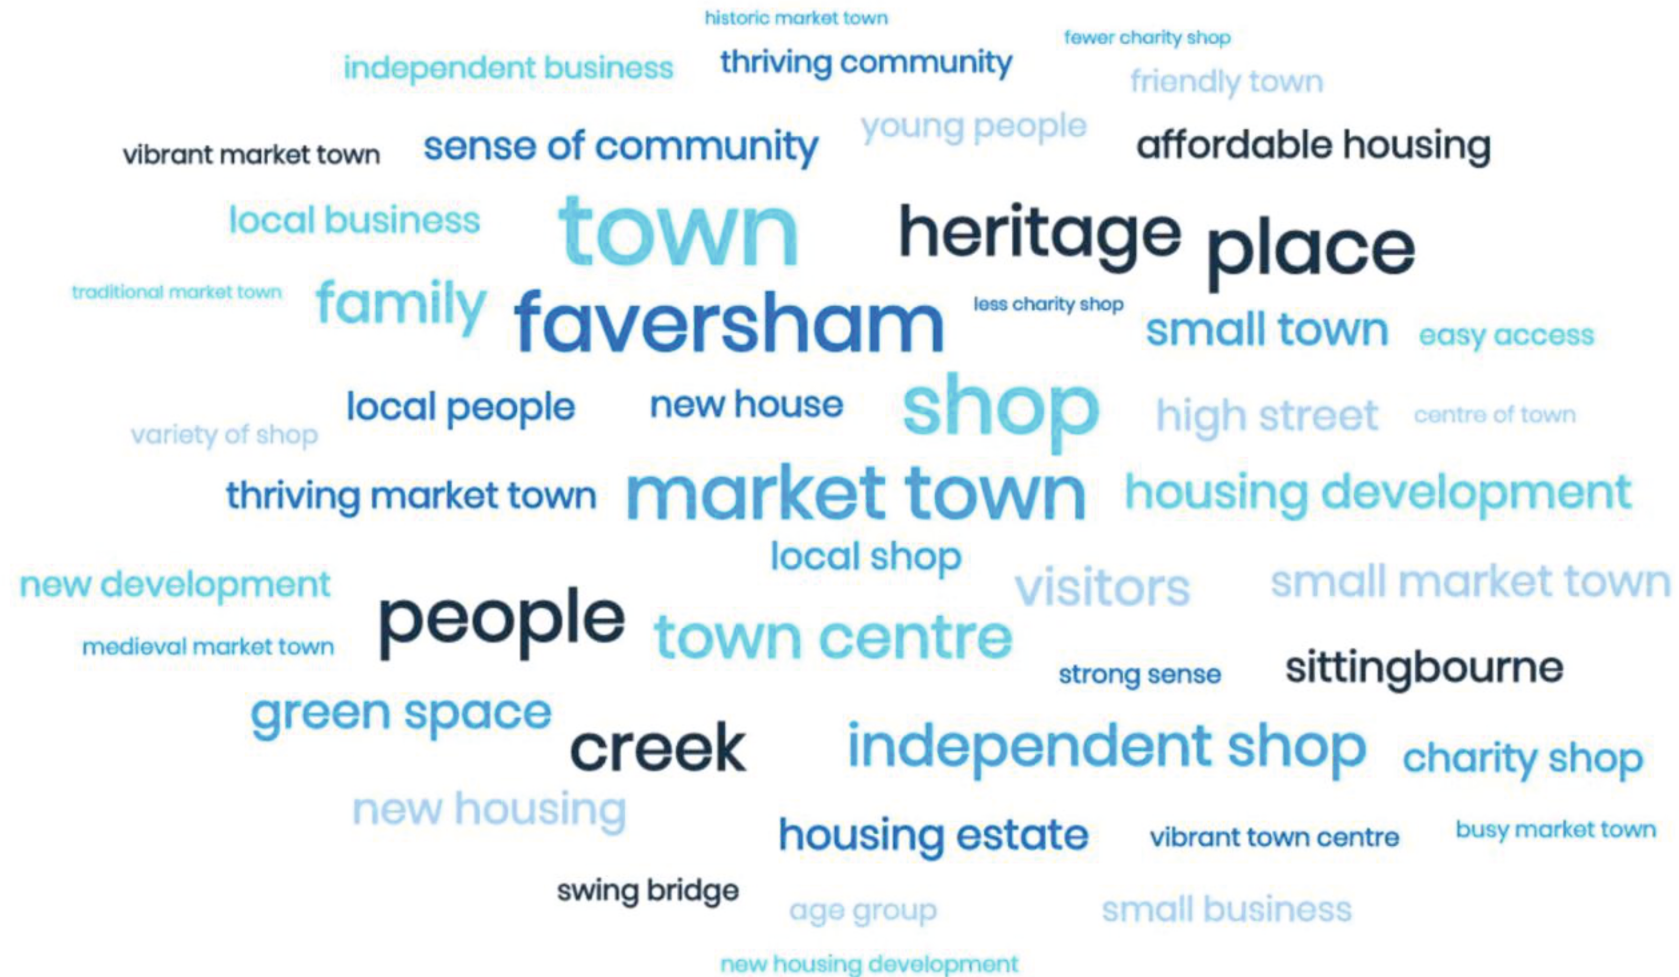 historic market town
fewer charity shop
independent business
thriving community
friendly town
young people
vibrant market town
sense of community
affordable housing
local business
town
heritage
place
traditional market town
family
faversham
less charity shop
small town
easy access
local people
new house
shop
high street
centre of town
variety of shop
thriving market town
market town
housing development
local shop
new development
people
visitors
small market town
medieval market town
town centre
strong sense
sittingbourne
green space
creek
independent shop
charity shop
new housing
housing estate
vibrant town centre
busy market town
swing bridge
age group
small business
new housing development